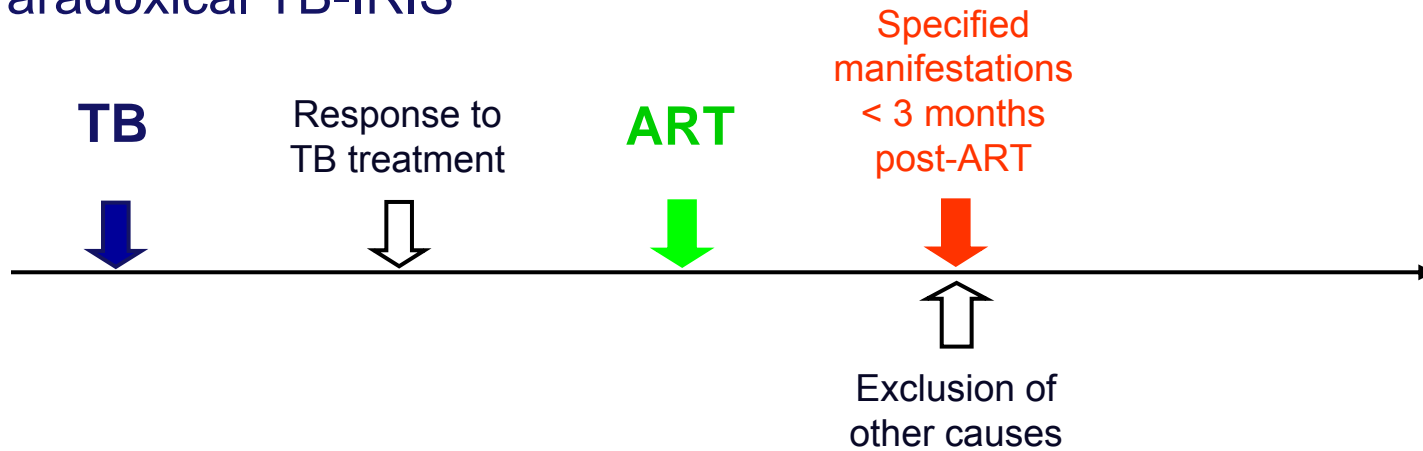 aradoxical TB-IRIS
TB
Response to
TB treatment
ART
Specified
manifestations
< 3 months
post-ART
Exclusion of
other causes